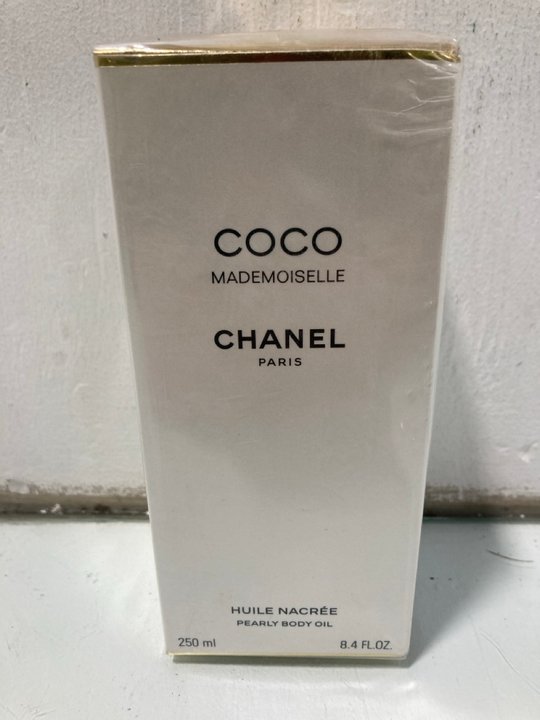 COCO
MADEMOISELLE
CHANEL
PARIS
HUILE NACRÉE
PEARLY BODY OIL
250 ml 8.4 FL.OZ.